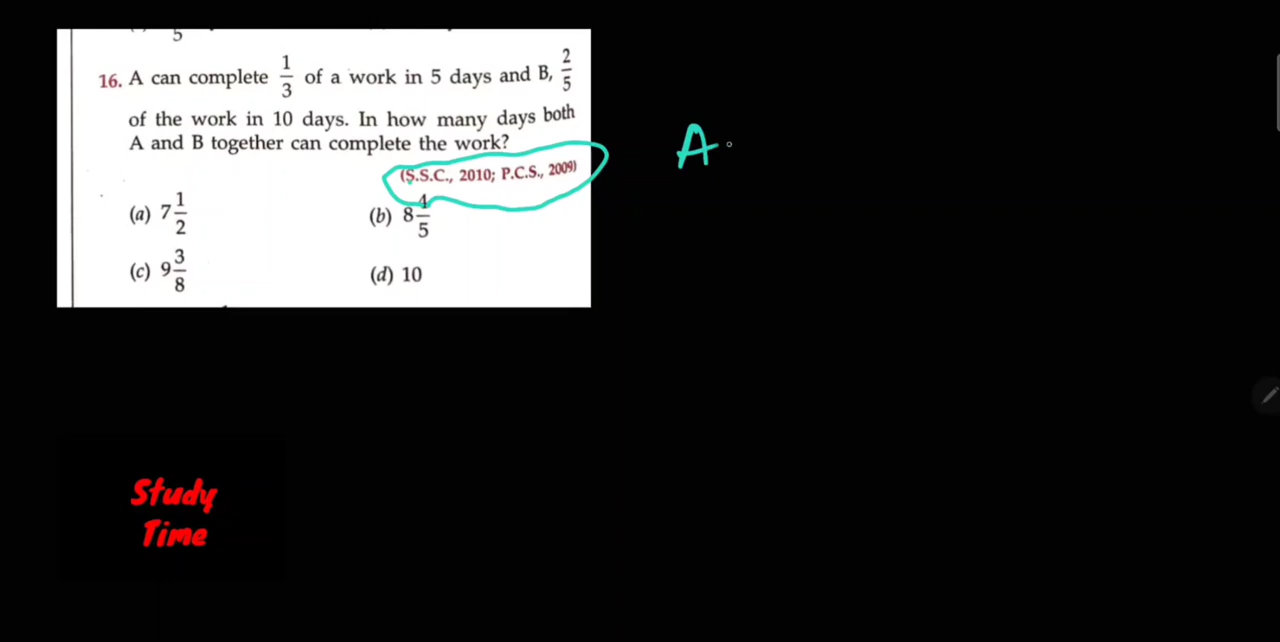 5
16. A can complete 1/3 of a work in 5 days and B, 2/5
of the work in 10 days. In how many days both
A and B together can complete the work?
(S.S.C., 2010; P.C.S., 2009)
(a) 7 1/2 (b) 8 4/5
(c) 9 3/8 (d) 10
A
Study
Time